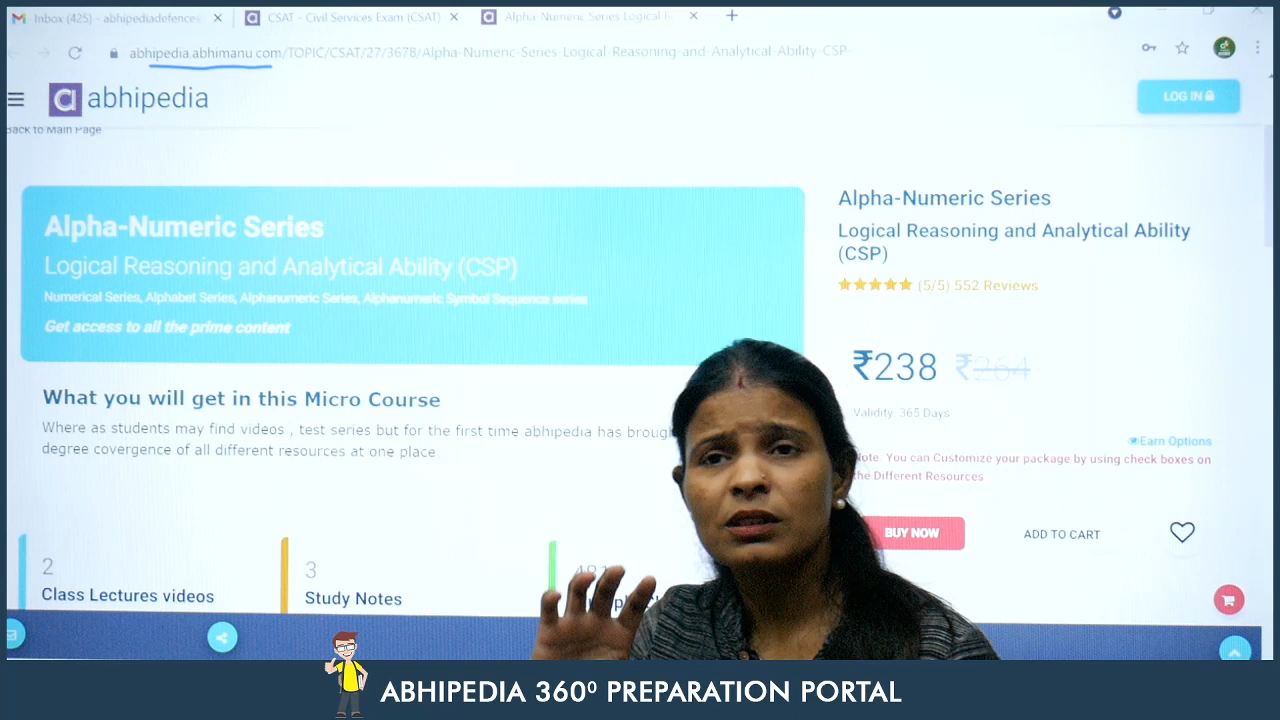 Inbox (425) - abhipediadefence
CSAT - Civil Services Exam (CSAT)
Alpha Numeric Series Logical R
abhipedia.abhimanu.com/TOPIC/CSAT/27/3678/Alpha-Numeric-Series-Logical-Reasoning-and-Analytical-Ability-CSP-
abhipedia
LOG IN
Back to Main Page
Alpha-Numeric Series
Logical Reasoning and Analytical Ability (CSP)
Numerical Series, Alphabet Series, Alphanumeric Series, Alphanumeric Symbol Sequence series
Get access to all the prime content
Alpha-Numeric Series
Logical Reasoning and Analytical Ability
(CSP)
(5/5) 552 Reviews
₹238 ₹264
Validity: 365 Days
Earn Options
Note: You can Customize your package by using check boxes on
the Different Resources
BUY NOW
ADD TO CART
What you will get in this Micro Course
Where as students may find videos , test series but for the first time abhipedia has brough
degree covergence of all different resources at one place.
2
Class Lectures videos
3
Study Notes
ABHIPEDIA 360⁰ PREPARATION PORTAL